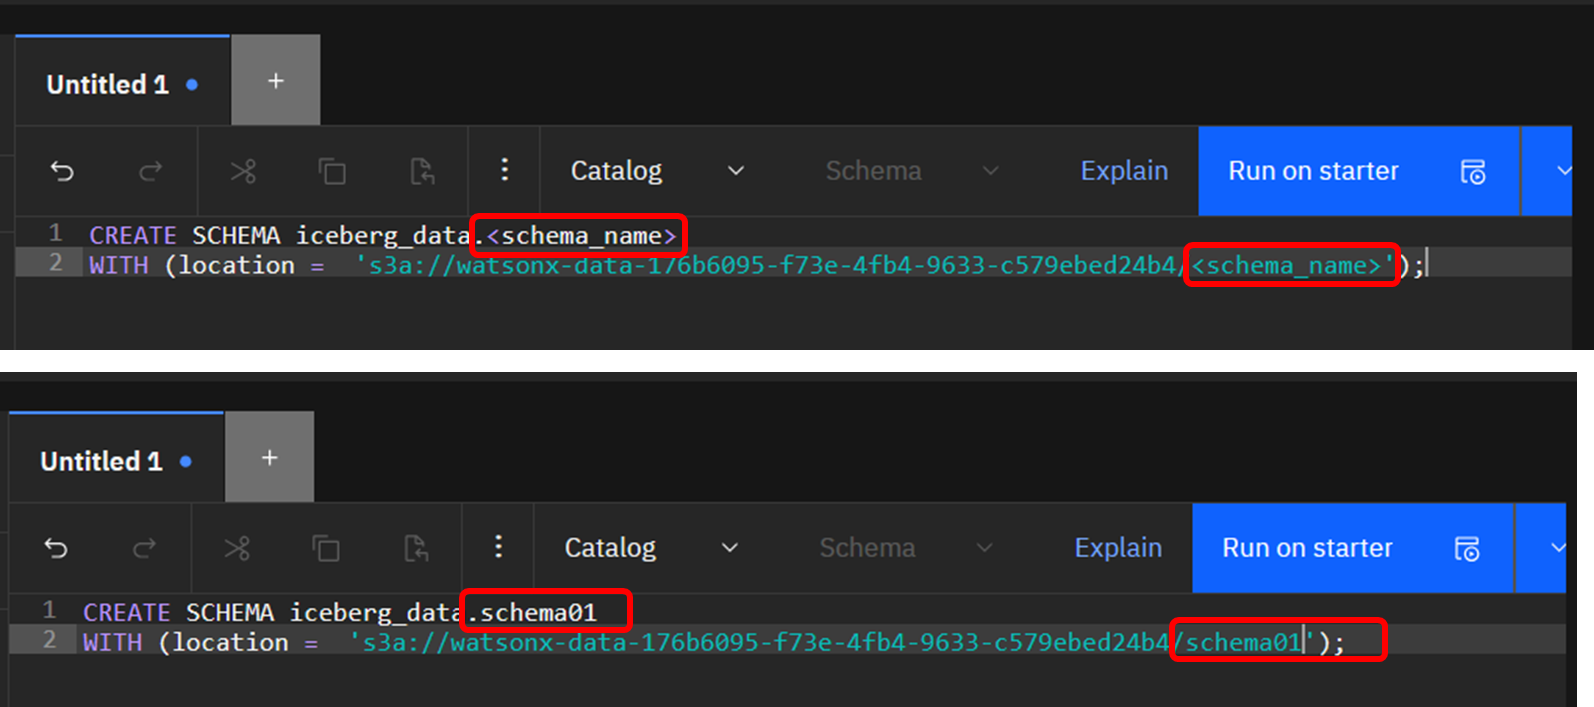 Untitled 1
+
Catalog Schema Explain Run on starter
1 CREATE SCHEMA iceberg_data.<schema_name>
2 WITH (location = 's3a://watsonx-data-176b6095-f73e-4fb4-9633-c579ebed24b4/<schema_name>');
Untitled 1
+
Catalog Schema Explain Run on starter
1 CREATE SCHEMA iceberg_data.schema01
2 WITH (location = 's3a://watsonx-data-176b6095-f73e-4fb4-9633-c579ebed24b4/schema01');